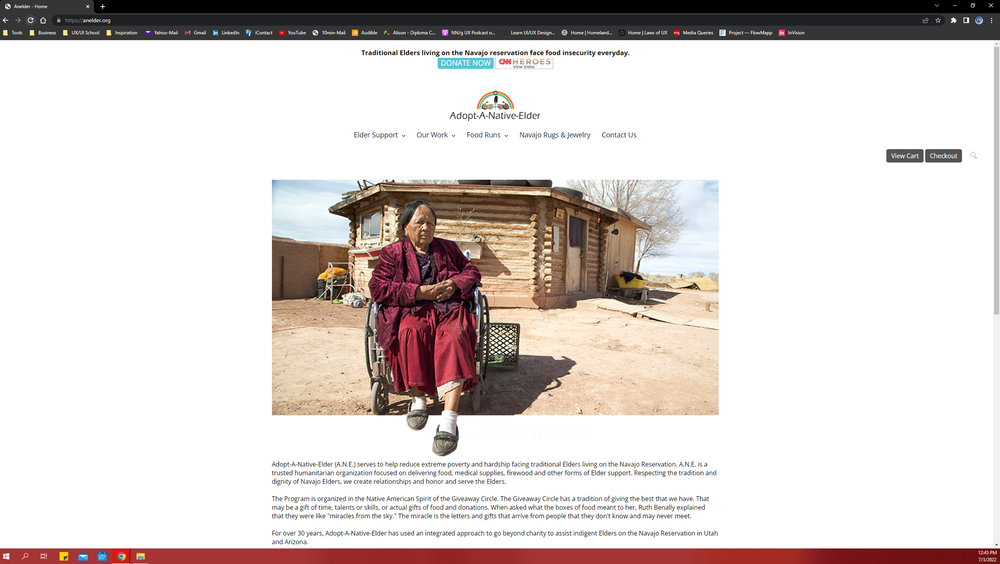 Anelder - Home
https://anelder.org
Tools Business UX/UI School Inspiration Yahoo-Mail Gmail LinkedIn iContact YouTube 10min-Mail Audible Alison - Diploma C... NN/g UX Podcast o... Learn UI/UX Design... Home | Homeland... Home | Laws of UX Media Queries Project — FlowMapp InVision
Traditional Elders living on the Navajo reservation face food insecurity everyday.
DONATE NOW CNN HEROES
View Video
Adopt-A-Native-Elder
Elder Support Our Work Food Runs Navajo Rugs & Jewelry Contact Us
View Cart Checkout
Adopt-A-Native-Elder (A.N.E.) serves to help reduce extreme poverty and hardship facing traditional Elders living on the Navajo Reservation. A.N.E. is a
trusted humanitarian organization focused on delivering food, medical supplies, firewood and other forms of Elder support. Respecting the tradition and
dignity of Navajo Elders, we create relationships and honor and serve the Elders.
The Program is organized in the Native American Spirit of the Giveaway Circle. The Giveaway Circle has a tradition of giving the best that we have. That
may be a gift of time, talents or skills, or actual gifts of food and donations. When asked what the boxes of food meant to her, Ruth Benally explained
that they were like "miracles from the sky." The miracle is the letters and gifts that arrive from people that they don't know and may never meet.
For over 30 years, Adopt-A-Native-Elder has used an integrated approach to go beyond charity to assist indigent Elders on the Navajo Reservation in Utah
and Arizona.
12:45 PM
7/3/2022